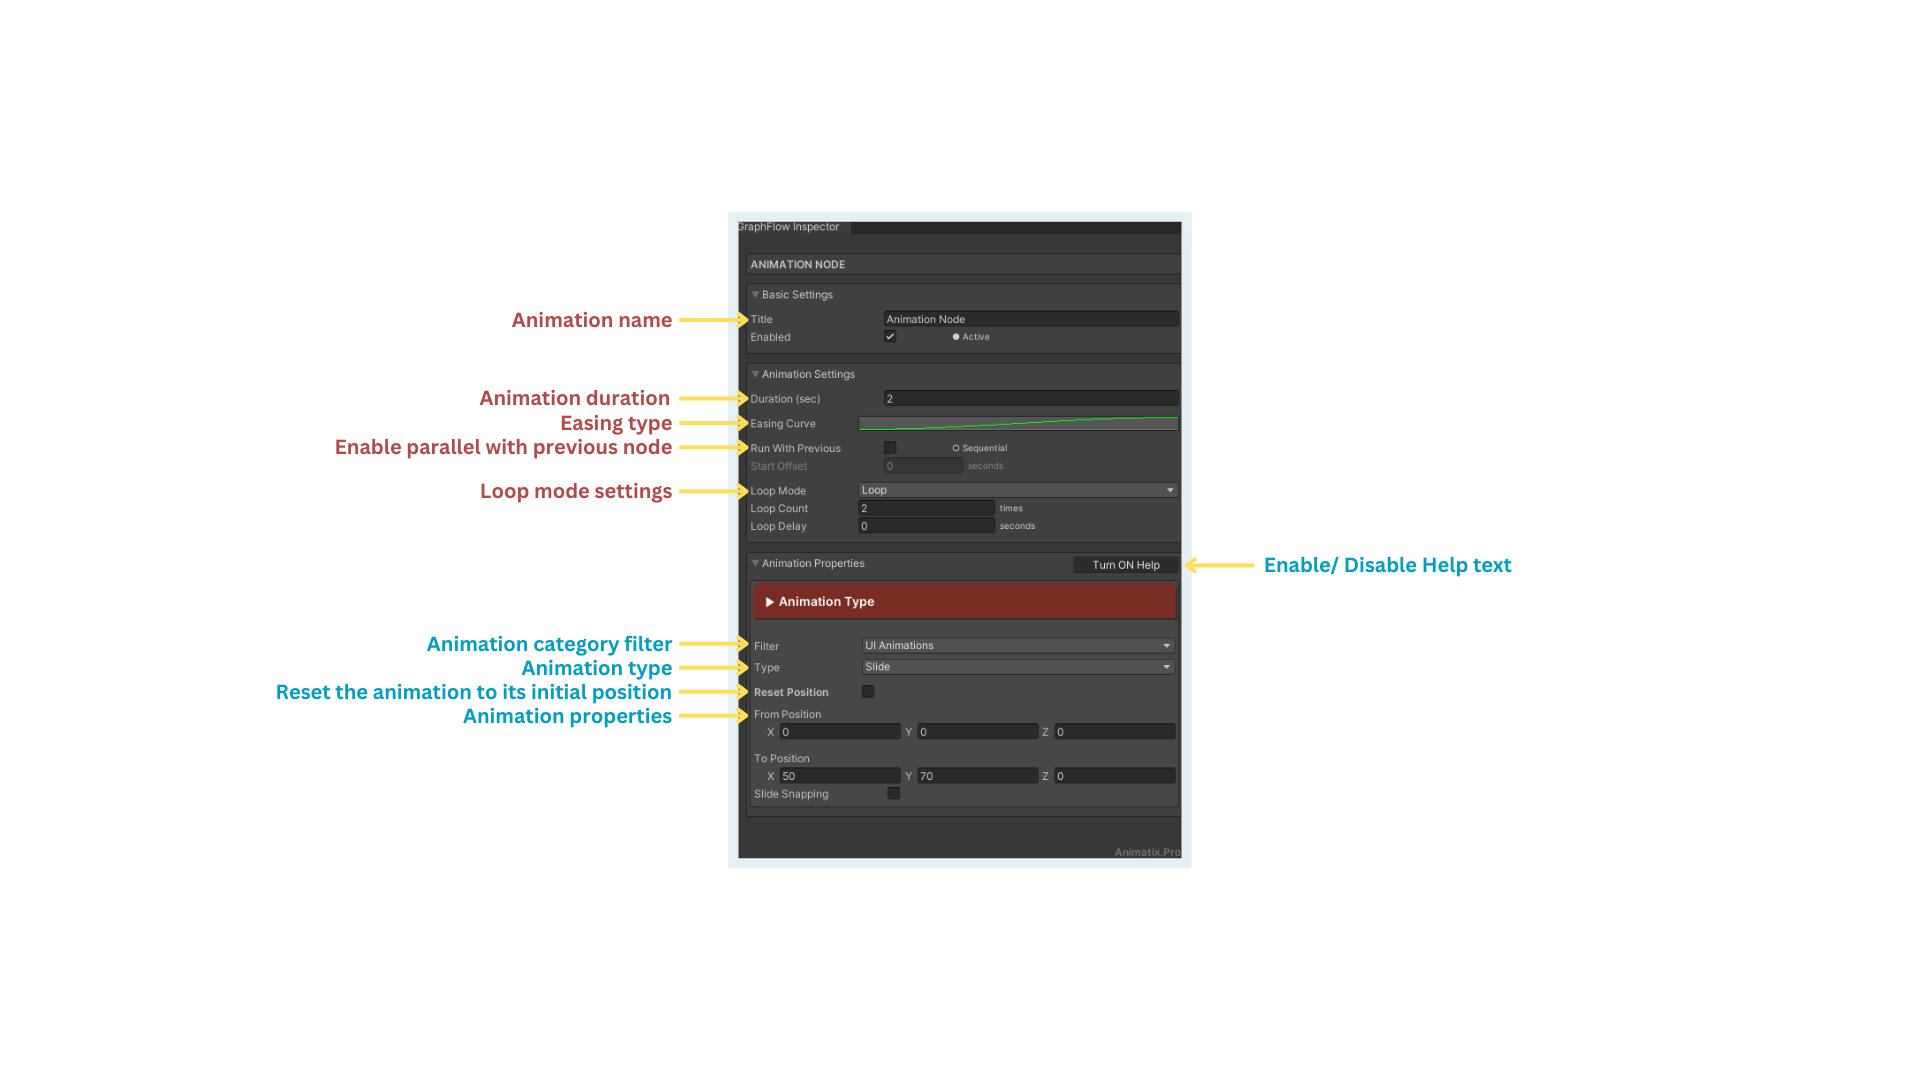 GraphFlow Inspector
ANIMATION NODE
Basic Settings
Animation name
Title Animation Node
Enabled Active
Animation Settings
Animation duration
Duration (sec) 2
Easing type
Easing Curve
Enable parallel with previous node
Run With Previous Sequential
Start Offset 0 seconds
Loop mode settings
Loop Mode Loop
Loop Count 2 times
Loop Delay 0 seconds
Animation Properties Turn ON Help
Enable/ Disable Help text
Animation Type
Animation category filter
Filter UI Animations
Animation type
Type Slide
Reset the animation to its initial position
Reset Position
Animation properties
From Position
X 0 Y 0 Z 0
To Position
X 50 Y 70 Z 0
Slide Snapping
Animatix.Pro